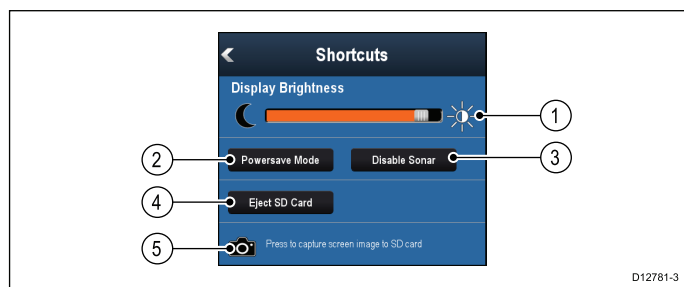 Shortcuts
Display Brightness
1
2
Powersave Mode
Disable Sonar
3
4
Eject SD Card
5
Press to capture screen image to SD card
D12781-3